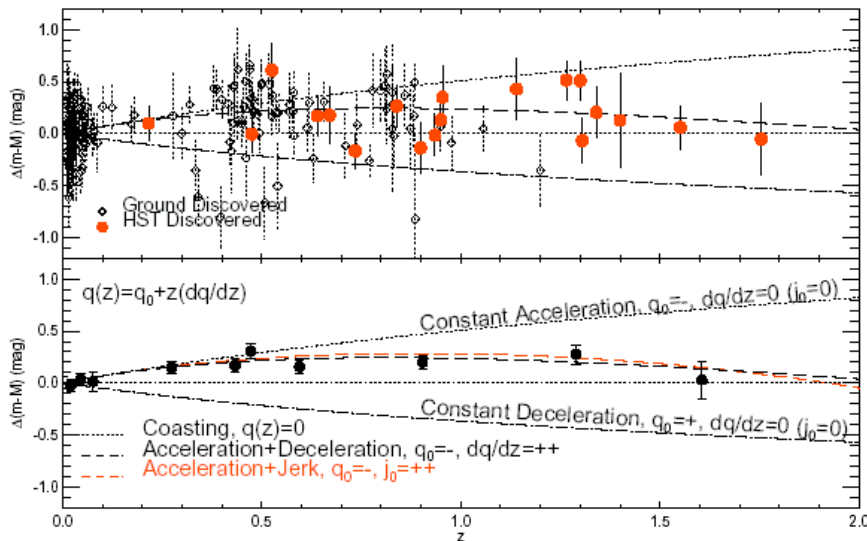 1.0
0.5
0.0
-0.5
-1.0
Δ(m-M) (mag)
Ground Discovered
HST Discovered
1.0
0.5
0.0
-0.5
-1.0
Δ(m-M) (mag)
q(z)=q₀+z(dq/dz)
Constant Acceleration, q₀=-, dq/dz=0 (j₀=0)
Constant Deceleration, q₀=+, dq/dz=0 (j₀=0)
Coasting, q(z)=0
Acceleration+Deceleration, q₀=-, dq/dz=++
Acceleration+Jerk, q₀=-, j₀=++
0.0 0.5 1.0 1.5 2.0
z